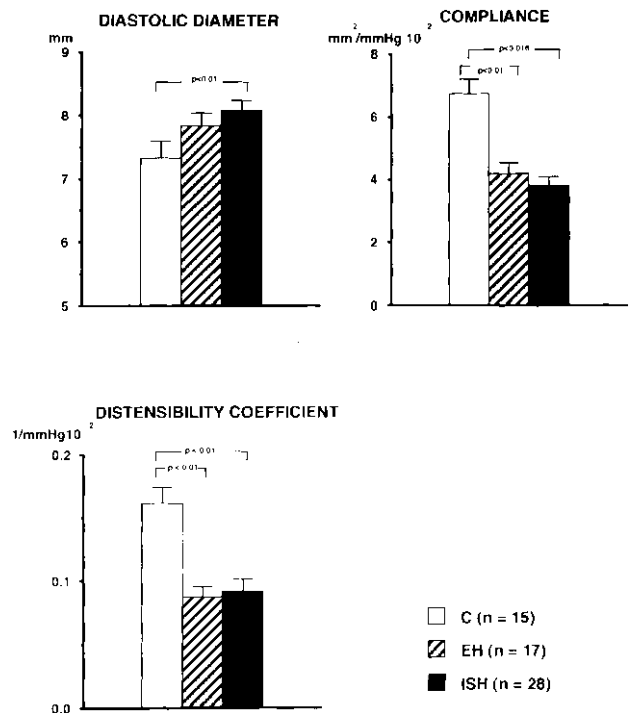 DIASTOLIC DIAMETER
mm
9
8
7
6
5
p<0.01
COMPLIANCE
mm²/mmHg 10²
8
6
4
2
0
p<0.016
p<0.01
DISTENSIBILITY COEFFICIENT
1/mmHg10²
0.2
0.1
0.0
p<0.01
p<0.01
C (n = 15)
EH (n = 17)
ISH (n = 28)